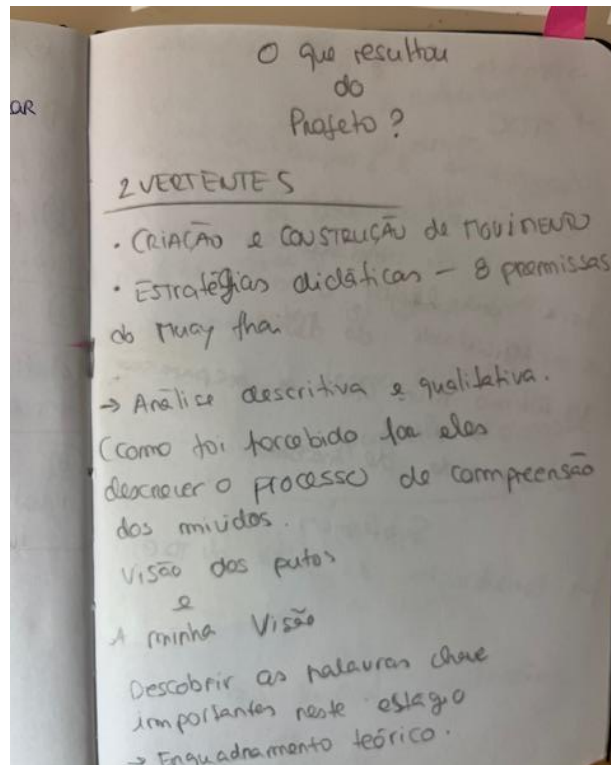 AR
O que resultou
do
Projeto?
2 VERTENTES
· CRIAÇÃO e CONSTRUÇÃO de MOVIMENTO
· Estratégias didáticas - 8 premissas
do Muay thai
→ Análise descritiva e qualitativa.
(como foi percebido por eles
descrever o processo de compreensão
dos miúdos.
Visão dos putos
e
A minha Visão
Descobrir as palavras chave
importantes neste estágio
→ Enquadramento teórico.